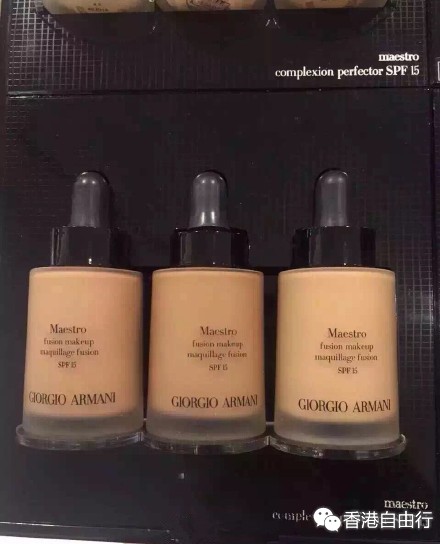 maestro
complexion perfector SPF 15
Maestro
fusion makeup
maquillage fusion
SPF 15
GIORGIO ARMANI
Maestro
fusion makeup
maquillage fusion
SPF 15
GIORGIO ARMANI
Maestro
fusion makeup
maquillage fusion
SPF 15
GIORGIO ARMANI
maestro
香港自由行